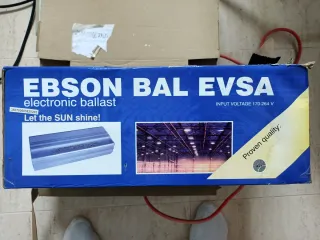 EBSON BAL EVSA
electronic ballast
INPUT VOLTAGE 170-264 V
Let the SUN shine!
Proven quality.